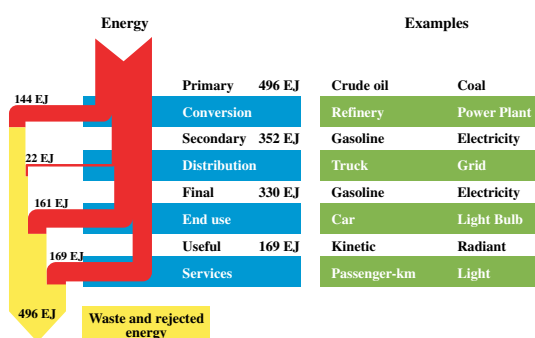 Energy Examples
Primary 496 EJ Crude oil Coal
144 EJ
Conversion Refinery Power Plant
Secondary 352 EJ Gasoline Electricity
22 EJ
Distribution Truck Grid
Final 330 EJ Gasoline Electricity
161 EJ
End use Car Light Bulb
Useful 169 EJ Kinetic Radiant
169 EJ
Services Passenger-km Light
496 EJ
Waste and rejected
energy